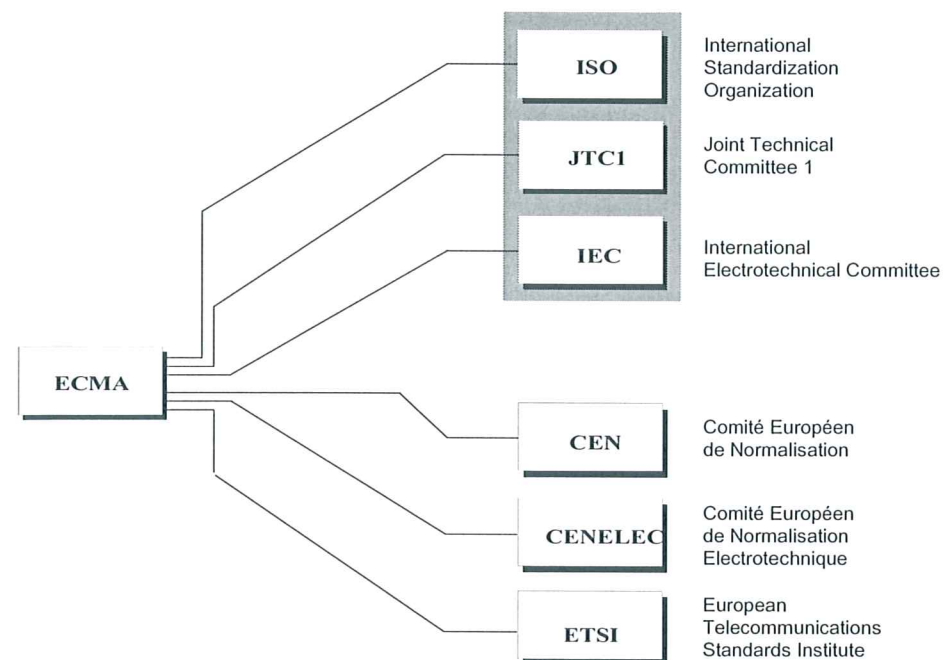 ISO
International
Standardization
Organization
JTC1
Joint Technical
Committee 1
IEC
International
Electrotechnical Committee
ECMA
CEN
Comité Européen
de Normalisation
CENELEC
Comité Européen
de Normalisation
Electrotechnique
ETSI
European
Telecommunications
Standards Institute